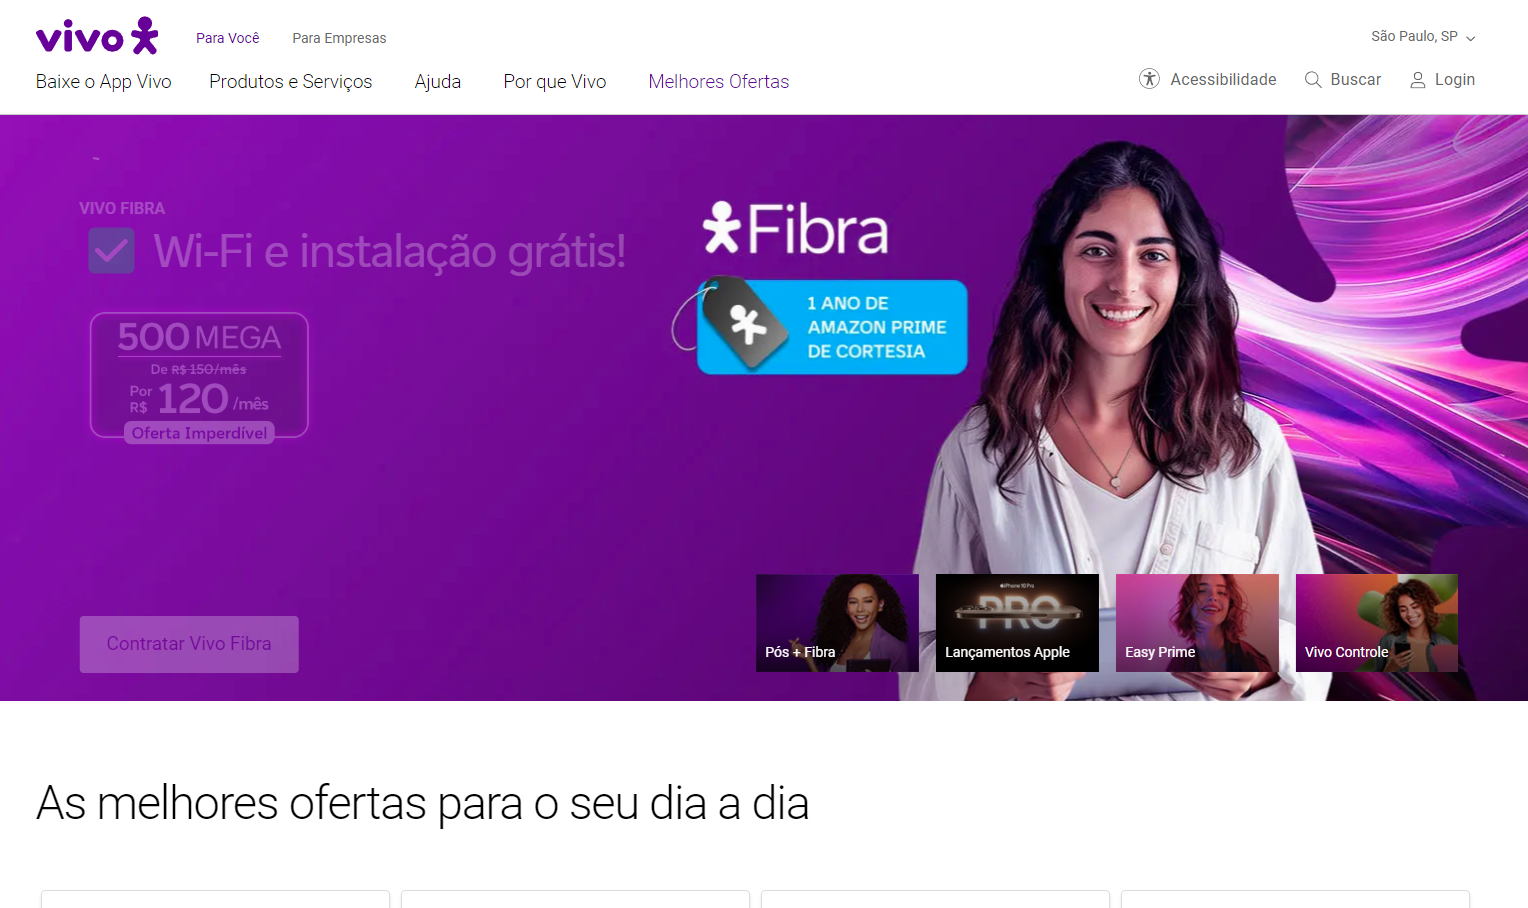 vivo
Para Você
Para Empresas
São Paulo, SP
Baixe o App Vivo
Produtos e Serviços
Ajuda
Por que Vivo
Melhores Ofertas
Acessibilidade
Buscar
Login
VIVO FIBRA
Wi-Fi e instalação grátis!
500 MEGA
De R$ 150/mês
Por R$ 120 /mês
Oferta Imperdível
Contratar Vivo Fibra
Fibra
1 ANO DE
AMAZON PRIME
DE CORTESIA
Pós + Fibra
iPhone 16 Pro
PRO
Lançamentos Apple
Easy Prime
Vivo Controle
As melhores ofertas para o seu dia a dia